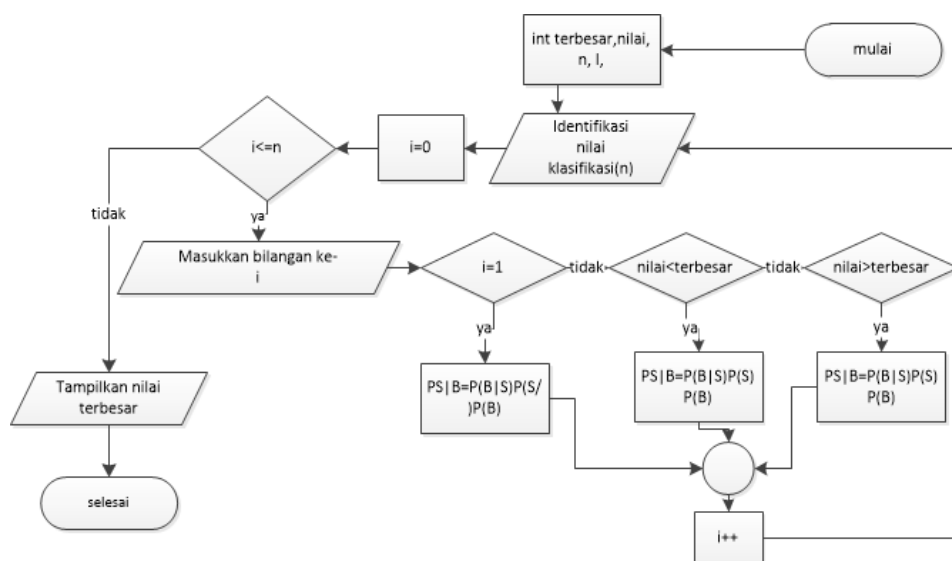 mulai
int terbesar,nilai,
n, I,
Identifikasi
nilai
klasifikasi(n)
i=0
i<=n
tidak
ya
Masukkan bilangan ke-
i
i=1
tidak
nilai<terbesar
tidak
nilai>terbesar
ya
ya
ya
PS|B=P(B|S)P(S/
)P(B)
PS|B=P(B|S)P(S)
P(B)
PS|B=P(B|S)P(S)
P(B)
Tampilkan nilai
terbesar
selesai
i++